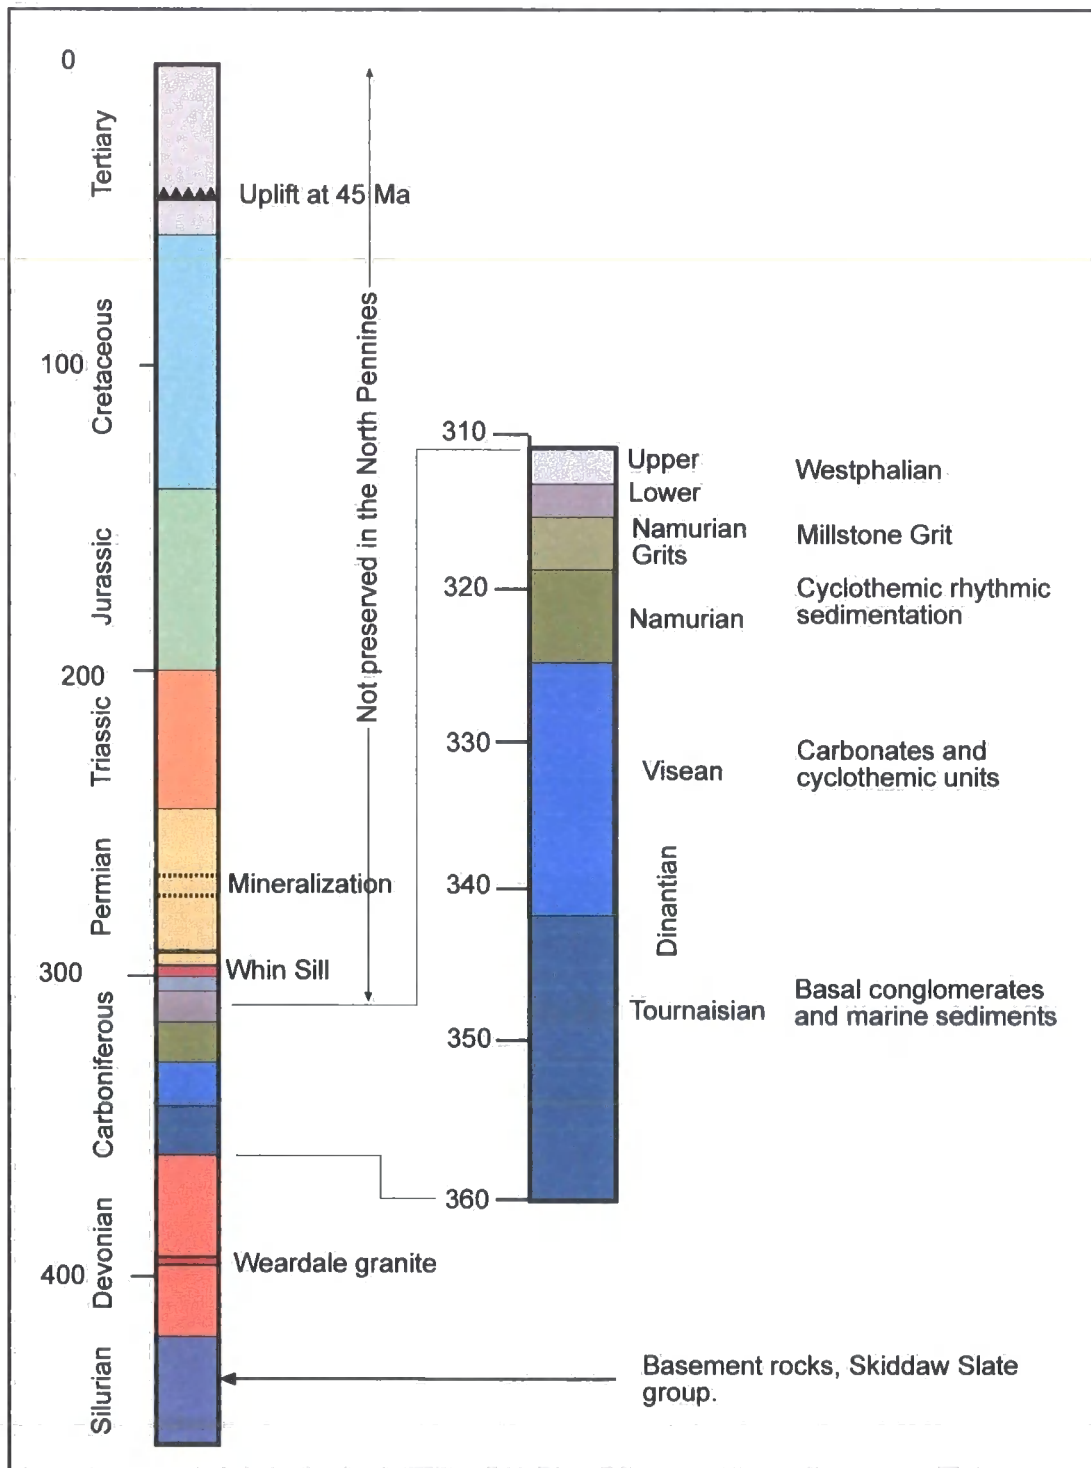 0
Tertiary
Uplift at 45 Ma
Cretaceous
100
Jurassic
Not preserved in the North Pennines
200
Triassic
Permian
Mineralization
300
Whin Sill
Carboniferous
Devonian
Weardale granite
400
Silurian
Basement rocks, Skiddaw Slate
group.
310
Upper
Westphalian
Lower
Namurian
Grits
Millstone Grit
320
Cyclothemic rhythmic
sedimentation
Namurian
330
Visean
Carbonates and
cyclothemic units
340
Dinantian
Tournaisian
Basal conglomerates
and marine sediments
350
360